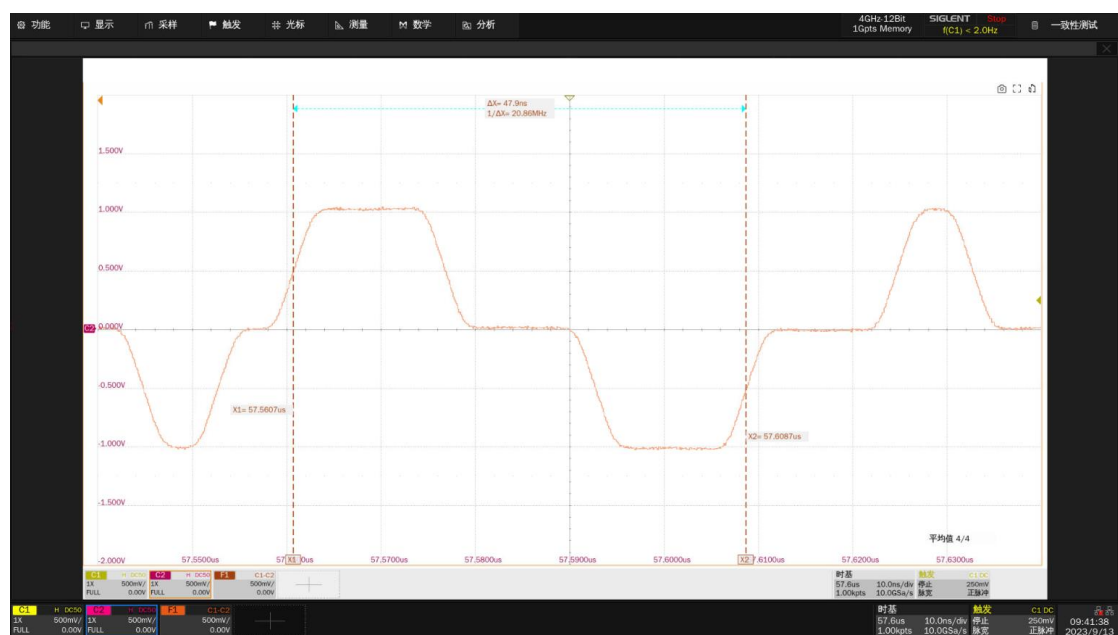 功能 显示 采样 触发 光标 测量 数学 分析
4GHz-12Bit
1Gpts Memory
SIGLENT Stop
f(C1) < 2.0Hz
一致性测试
ΔX= 47.9ns
1/ΔX= 20.86MHz
1.500V
1.000V
0.500V
C2 0.000V
-0.500V
X1= 57.5607us
X2= 57.6087us
-1.000V
-1.500V
平均值 4/4
-2.000V 57.5500us X1 57.5700us 57.5800us 57.5900us 57.6000us X2 57.6200us 57.6300us
C1 H DC50 C2 H DC50 F1 C1-C2
1X 500mV/ 1X 500mV/ 500mV/
FULL 0.00V FULL 0.00V 0.00V
时基 触发 C1 DC
57.6us 10.0ns/div 停止 250mV
1.00kpts 10.0GSa/s 脉宽 正脉冲
C1 H DC50 C2 H DC50 F1 C1-C2
1X 500mV/ 1X 500mV/ 500mV/
FULL 0.00V FULL 0.00V 0.00V
时基 触发 C1 DC
57.6us 10.0ns/div 停止 250mV 09:41:38
1.00kpts 10.0GSa/s 脉宽 正脉冲 2023/9/13